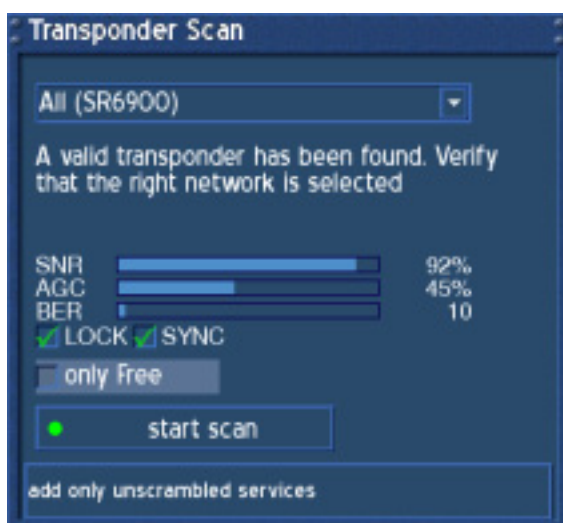 Transponder Scan
All (SR6900)
A valid transponder has been found. Verify
that the right network is selected
SNR 92%
AGC 45%
BER 10
LOCK SYNC
only Free
start scan
add only unscrambled services